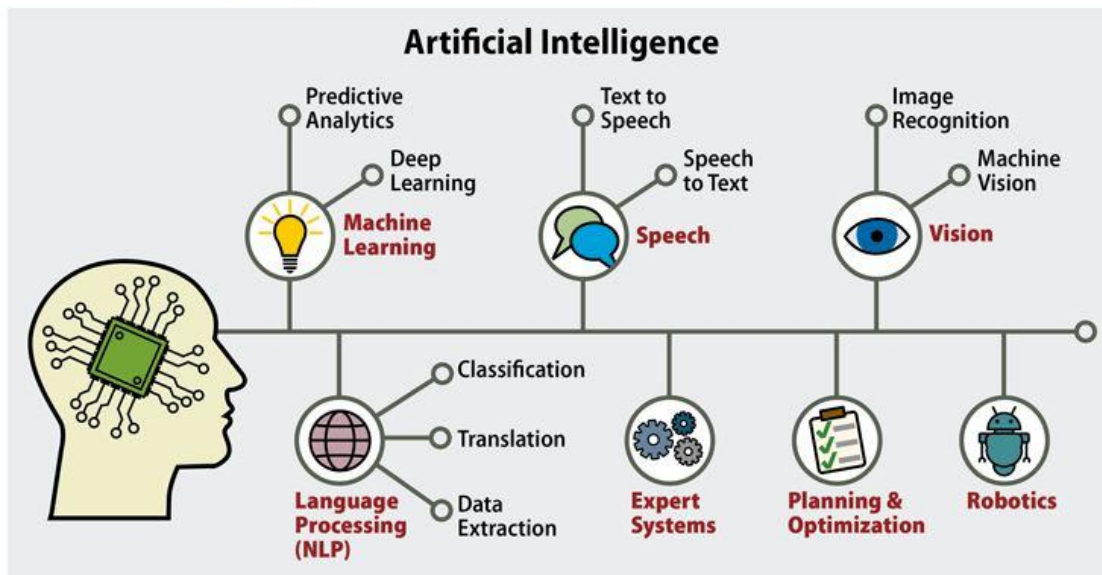 Artificial Intelligence
Predictive
Analytics
Deep
Learning
Machine
Learning
Text to
Speech
Speech
to Text
Speech
Image
Recognition
Machine
Vision
Vision
Classification
Translation
Data
Extraction
Language
Processing
(NLP)
Expert
Systems
Planning &
Optimization
Robotics